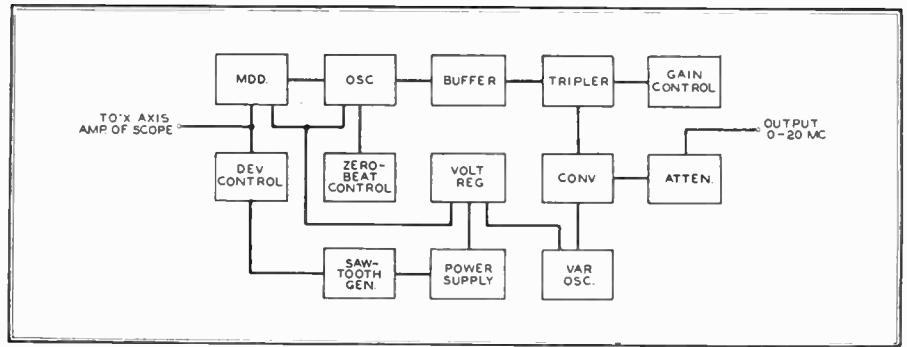 MOD.
OSC
BUFFER
TRIPLER
GAIN
CONTROL
TO 'X AXIS
AMP. OF SCOPE
OUTPUT
0-20 MC
DEV
CONTROL
ZERO-
BEAT
CONTROL
VOLT
REG
CONV
ATTEN.
SAW-
TOOTH
GEN.
POWER
SUPPLY
VAR
OSC.